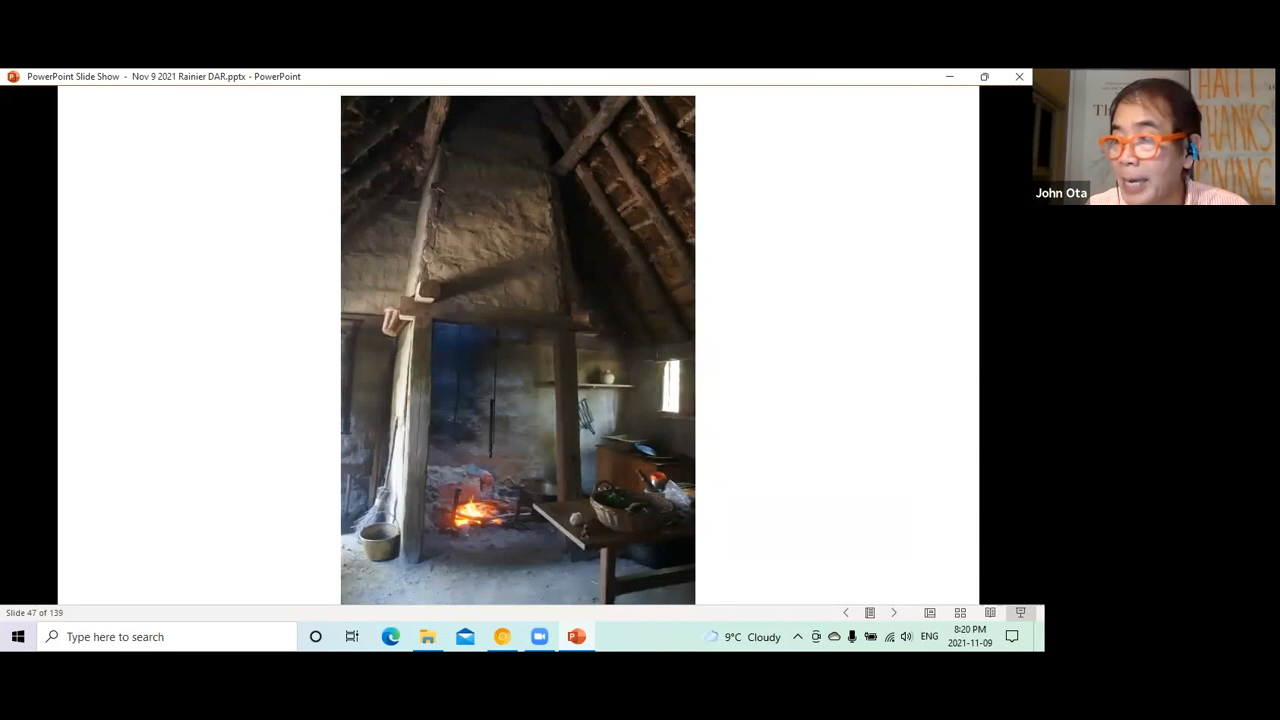 PowerPoint Slide Show - Nov 9 2021 Rainier DAR.pptx - PowerPoint
THANKS
John Ota
Slide 47 of 139
Type here to search
9°C Cloudy
ENG
8:20 PM
2021-11-09